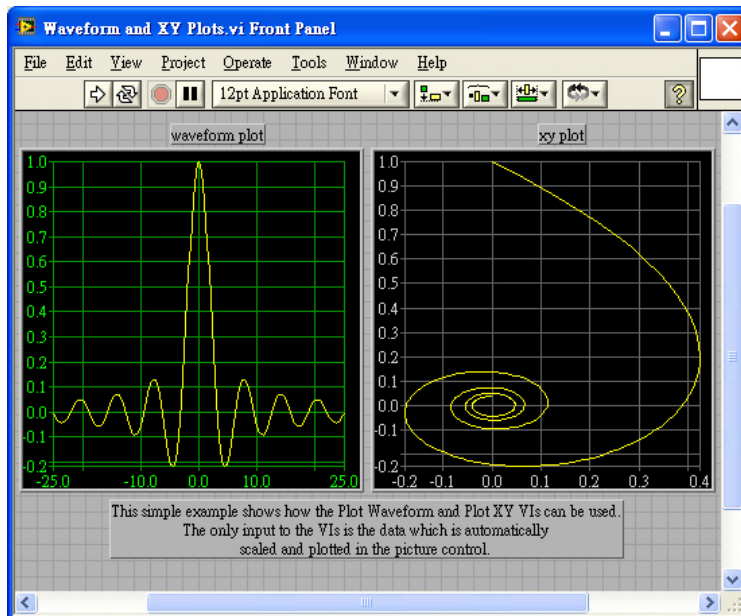 Waveform and XY Plots.vi Front Panel
File Edit View Project Operate Tools Window Help
12pt Application Font
?
waveform plot
1.0
0.9
0.8
0.7
0.6
0.5
0.4
0.3
0.2
0.1
0.0
-0.1
-0.2
-25.0 -10.0 0.0 10.0 25.0
xy plot
1.0
0.9
0.8
0.7
0.6
0.5
0.4
0.3
0.2
0.1
0.0
-0.1
-0.2
-0.2 -0.1 0.0 0.1 0.2 0.3 0.4
This simple example shows how the Plot Waveform and Plot XY VIs can be used.
The only input to the VIs is the data which is automatically
scaled and plotted in the picture control.